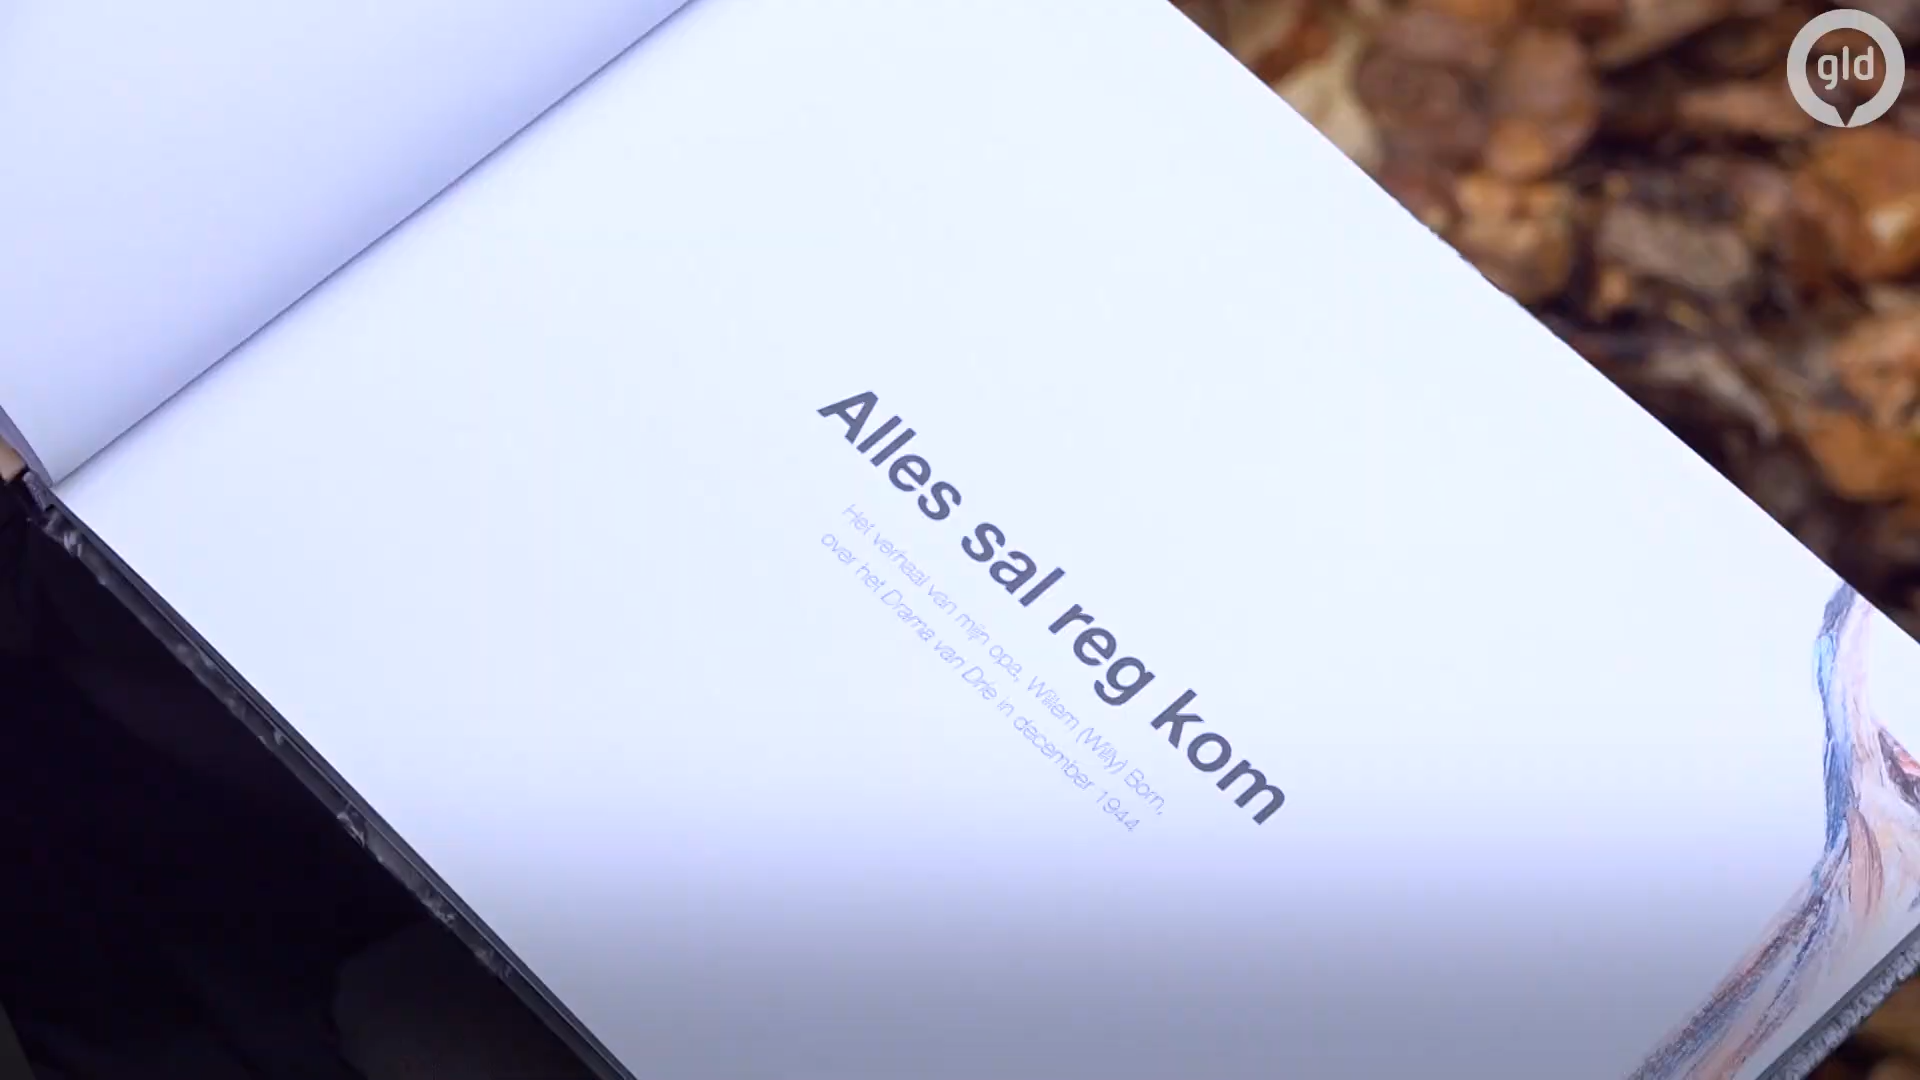 gld
Alles sal reg kom
Het verhaal van mijn opa, Willem (Willy) Born,
over het Drama van Drie in december 1944